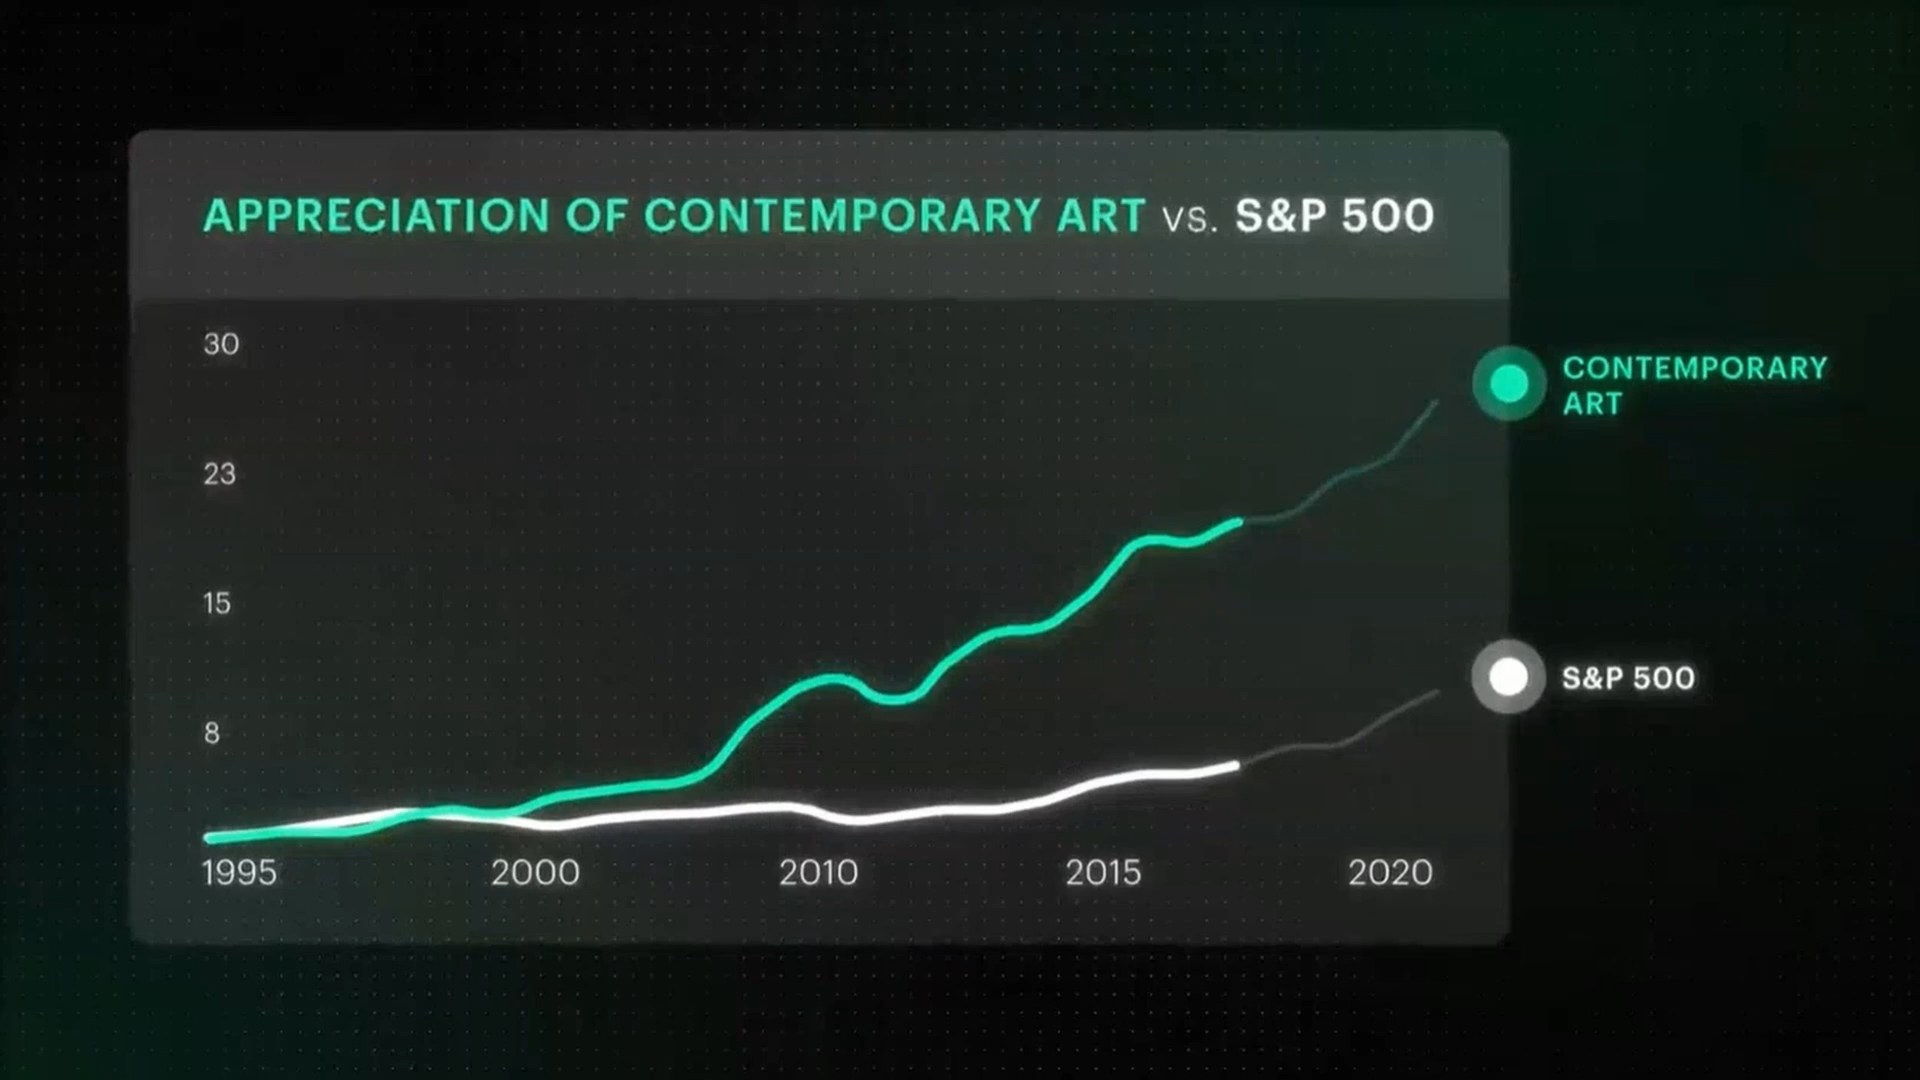 APPRECIATION OF CONTEMPORARY ART VS. S&P 500
30
CONTEMPORARY
ART
23
15
S&P 500
8
1995 2000 2010 2015 2020